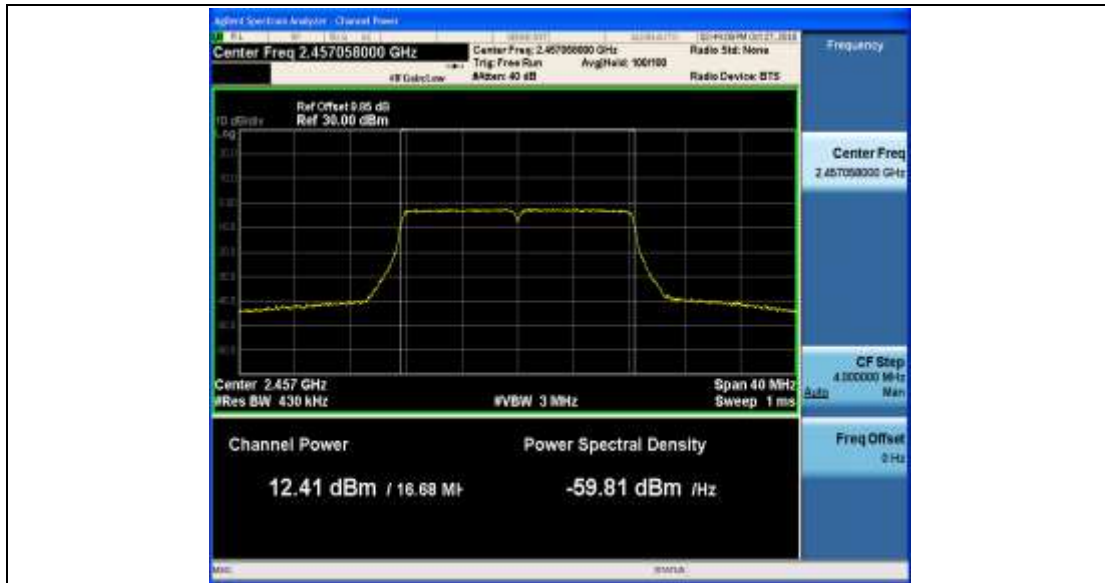 Agilent Spectrum Analyzer - Channel Power
Center Freq 2.457058000 GHz
Center Freq: 2.457058000 GHz
Radio Std: None
Trig: Free Run
Avg|Hold: 100/100
#IFGain:Low
#Atten: 40 dB
Radio Device: BTS
Ref Offset 9.85 dB
10 dB/div
Ref 30.00 dBm
Log
Center 2.457 GHz
Span 40 MHz
#Res BW 430 kHz
#VBW 3 MHz
Sweep 1 ms
Channel Power
Power Spectral Density
12.41 dBm / 16.68 MH
-59.81 dBm /Hz
MSG
STATUS
Frequency
Center Freq
2.457058000 GHz
CF Step
4.000000 MHz
Auto Man
Freq Offset
0 Hz